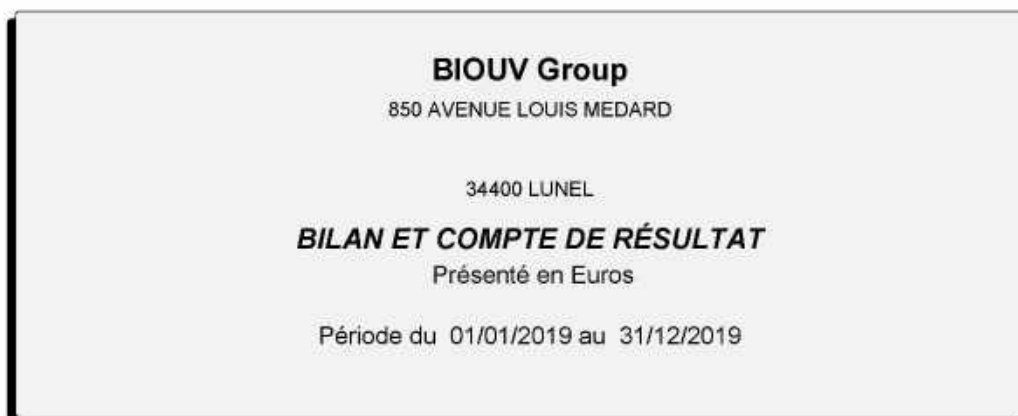 BIOUV Group
850 AVENUE LOUIS MEDARD
34400 LUNEL
BILAN ET COMPTE DE RÉSULTAT
Présenté en Euros
Période du 01/01/2019 au 31/12/2019